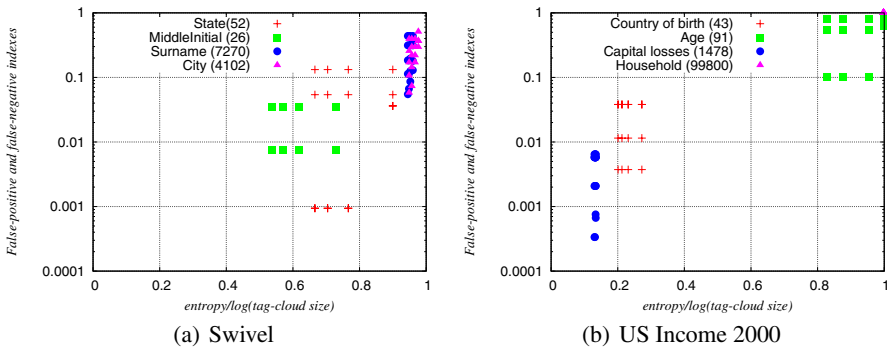 False-positive and false-negative indexes
1
0.1
0.01
0.001
0.0001
State(52)
MiddleInitial (26)
Surname (7270)
City (4102)
0 0.2 0.4 0.6 0.8 1
entropy/log(tag-cloud size)
(a) Swivel
False-positive and false-negative indexes
1
0.1
0.01
0.001
0.0001
Country of birth (43)
Age (91)
Capital losses (1478)
Household (99800)
0 0.2 0.4 0.6 0.8 1
entropy/log(tag-cloud size)
(b) US Income 2000